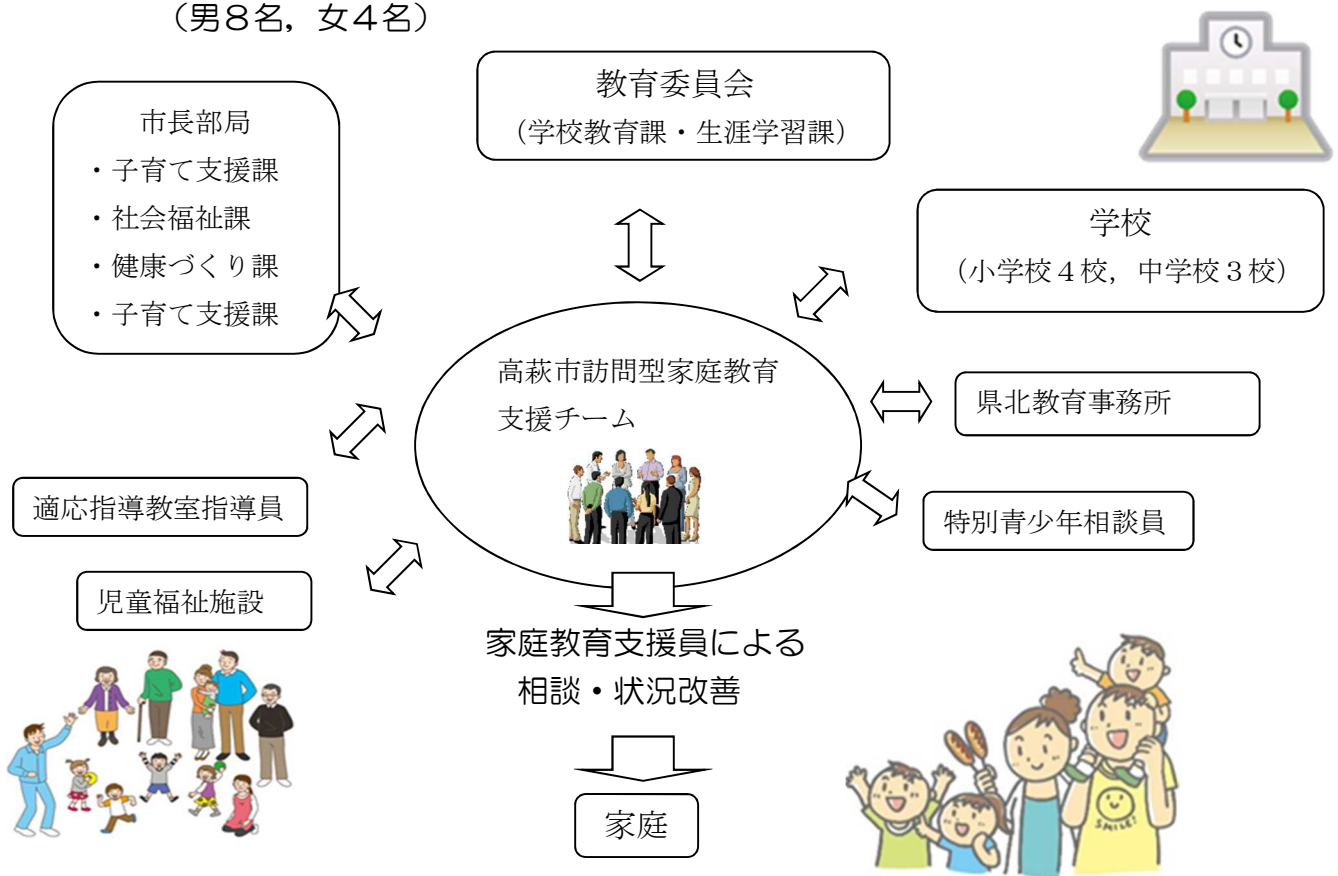 （男８名，女４名）
教育委員会
（学校教育課・生涯学習課）
市長部局
・子育て支援課
・社会福祉課
・健康づくり課
・子育て支援課
学校
（小学校４校，中学校３校）
高萩市訪問型家庭教育
支援チーム
県北教育事務所
適応指導教室指導員
特別青少年相談員
児童福祉施設
家庭教育支援員による
相談・状況改善
家庭
SMILE!